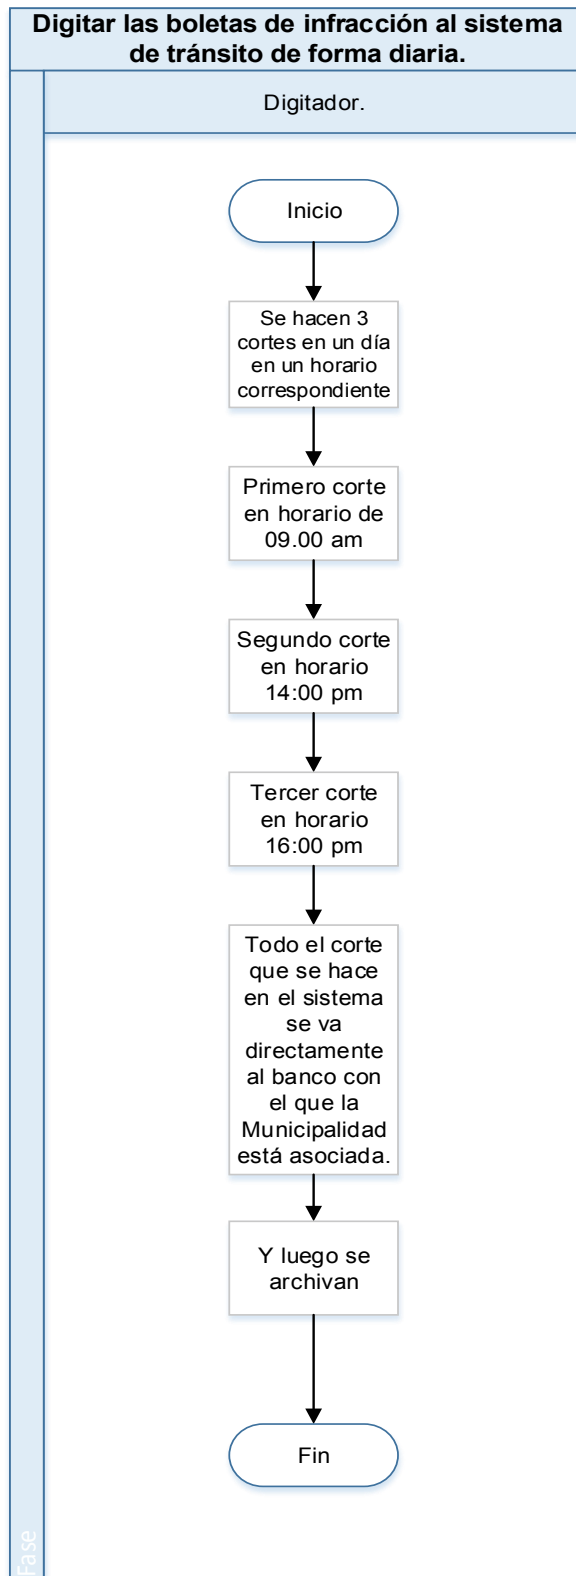 Digitar las boletas de infracción al sistema
de tránsito de forma diaria.
Digitador.
Inicio
Se hacen 3
cortes en un día
en un horario
correspondiente
Primero corte
en horario de
09.00 am
Segundo corte
en horario
14:00 pm
Tercer corte
en horario
16:00 pm
Todo el corte
que se hace
en el sistema
se va
directamente
al banco con
el que la
Municipalidad
está asociada.
Y luego se
archivan
Fin
Fase